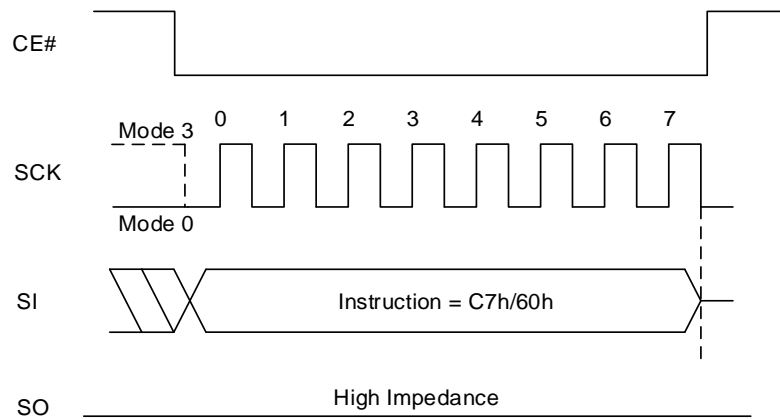 CE#
Mode 3
0 1 2 3 4 5 6 7
SCK
Mode 0
SI
Instruction = C7h/60h
SO
High Impedance